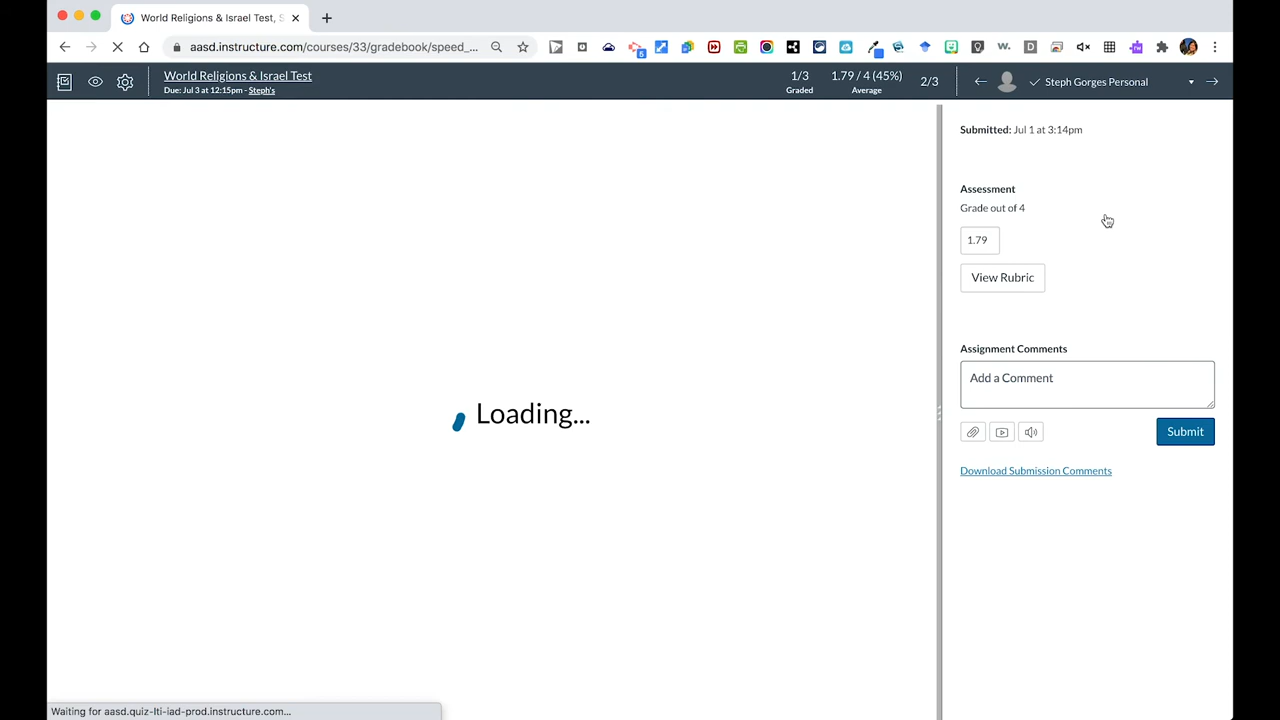 World Religions & Israel Test, S
aasd.instructure.com/courses/33/gradebook/speed_...
5
w.
D
World Religions & Israel Test
Due: Jul 3 at 12:15pm - Steph's
1/3
Graded
1.79 / 4 (45%)
Average
2/3
Steph Gorges Personal
Submitted: Jul 1 at 3:14pm
Assessment
Grade out of 4
1.79
View Rubric
Assignment Comments
Add a Comment
Submit
Download Submission Comments
Loading...
Waiting for aasd.quiz-lti-iad-prod.instructure.com...